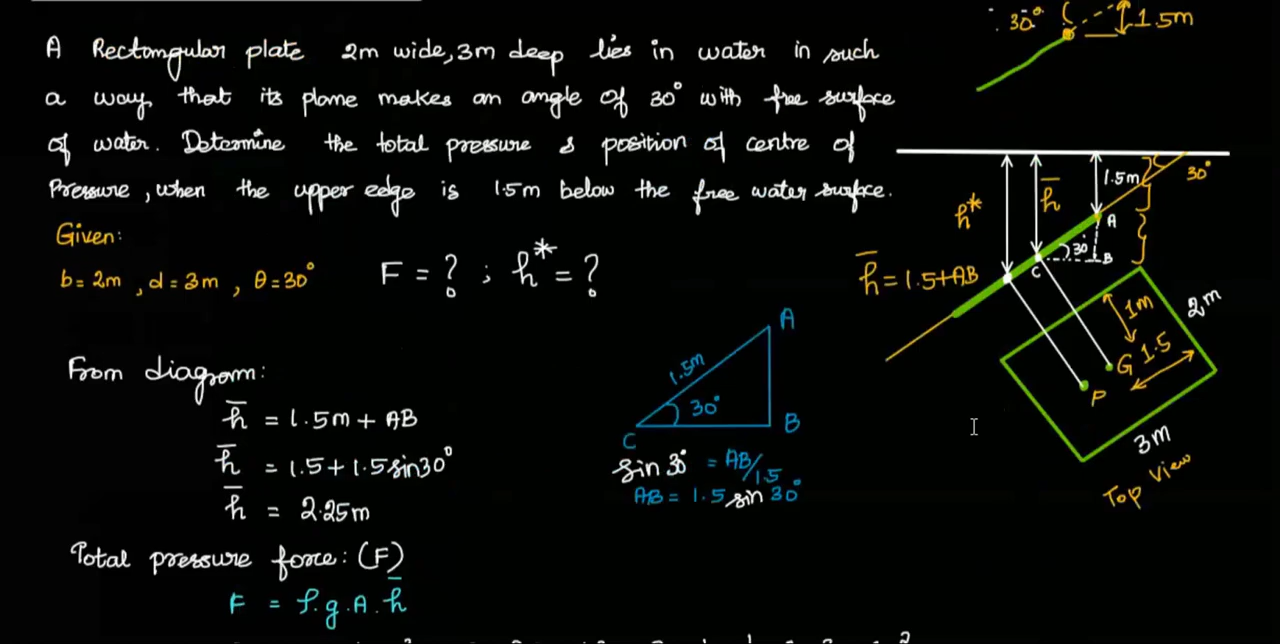 A Rectangular plate 2m wide, 3m deep lies in water in such
a way, that its plane makes an angle of 30° with free surface
of water. Determine the total pressure & position of centre of
Pressure, when the upper edge is 1.5m below the free water surface.
Given:
b = 2m, d = 3m, θ = 30°
F = ? ; h* = ?
From diagram:
h̅ = 1.5m + AB
h̅ = 1.5 + 1.5 sin30°
h̅ = 2.25m
Total pressure force: (F)
F = ρ.g.A.h̅
A
1.5m
30°
C
B
sin 30° = AB/1.5
AB = 1.5 sin 30°
30°
1.5m
h*
h̅
1.5m
30°
A
30°
B
C
h̅ = 1.5+AB
2m
1m
G
1.5
P
3m
Top View